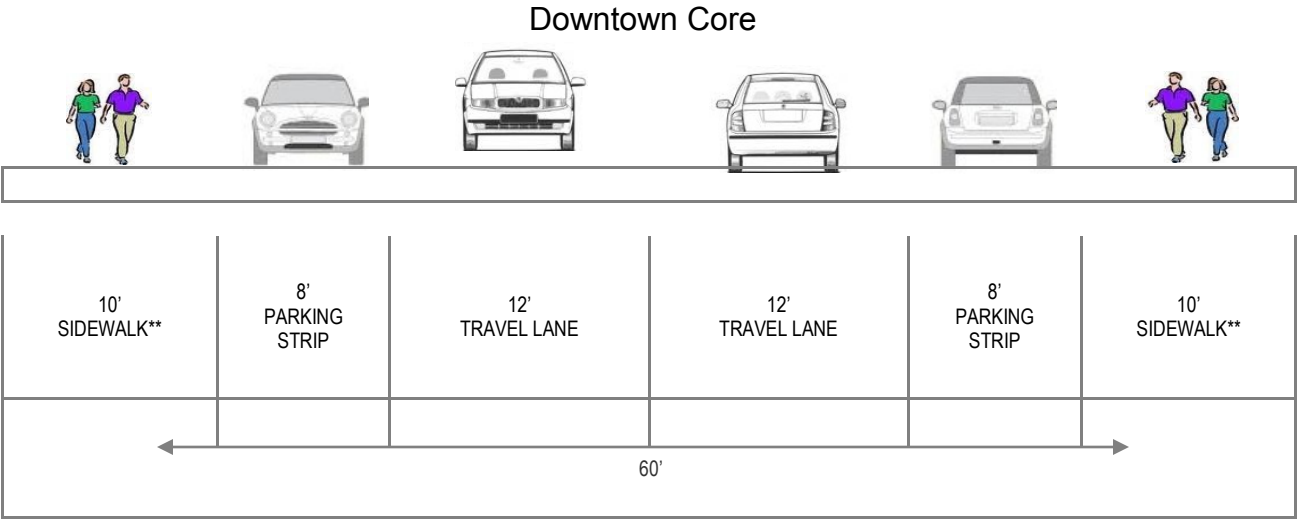 Downtown Core
10’
SIDEWALK**
8’
PARKING
STRIP
12’
TRAVEL LANE
12’
TRAVEL LANE
8’
PARKING
STRIP
10’
SIDEWALK**
60’